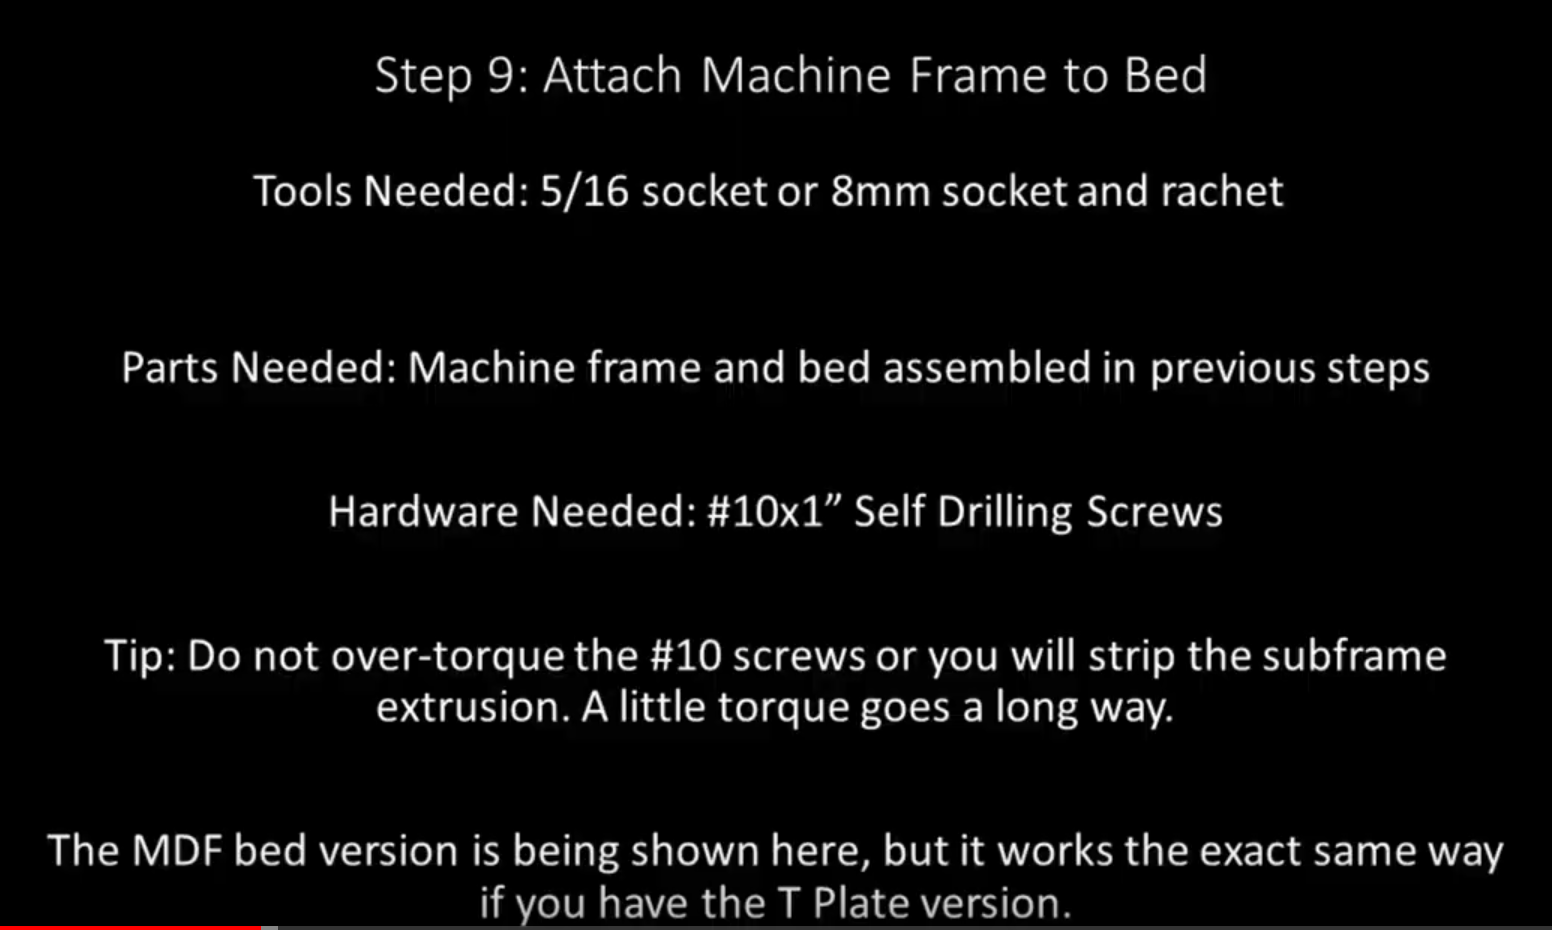 Step 9: Attach Machine Frame to Bed
Tools Needed: 5/16 socket or 8mm socket and rachet
Parts Needed: Machine frame and bed assembled in previous steps
Hardware Needed: #10x1” Self Drilling Screws
Tip: Do not over-torque the #10 screws or you will strip the subframe
extrusion. A little torque goes a long way.
The MDF bed version is being shown here, but it works the exact same way
if you have the T Plate version.